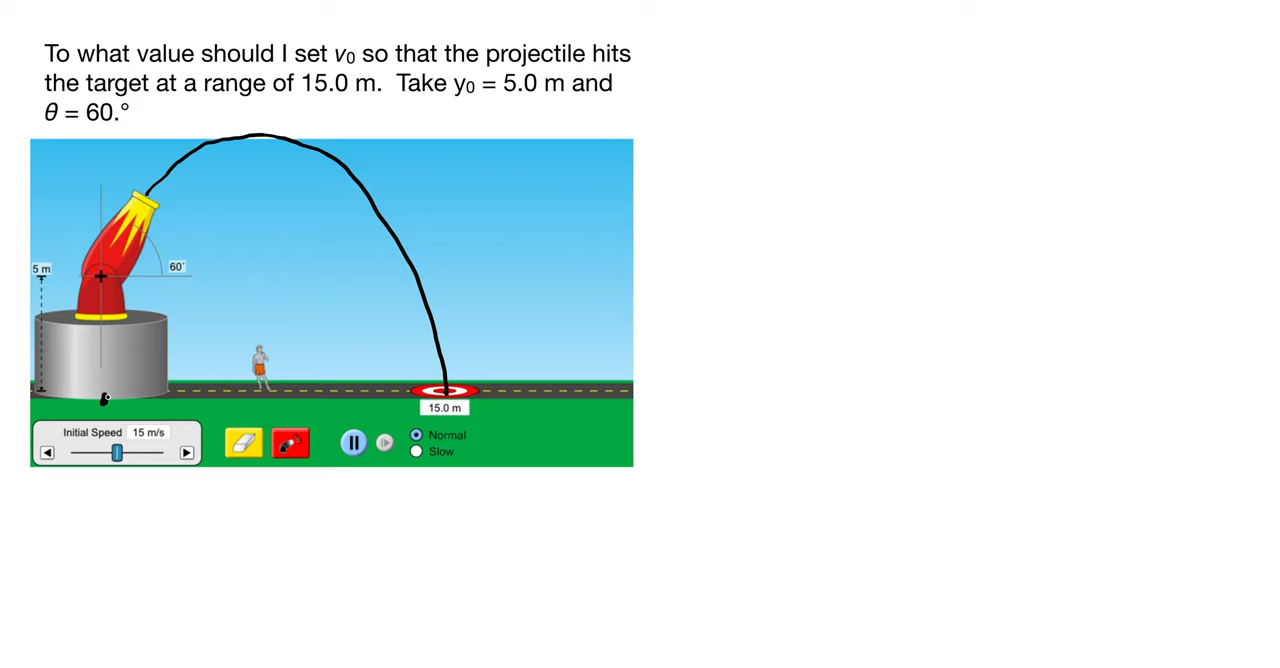 To what value should I set v₀ so that the projectile hits
the target at a range of 15.0 m.  Take y₀ = 5.0 m and
θ = 60.°
5 m
60°
15.0 m
Initial Speed 15 m/s
Normal
Slow